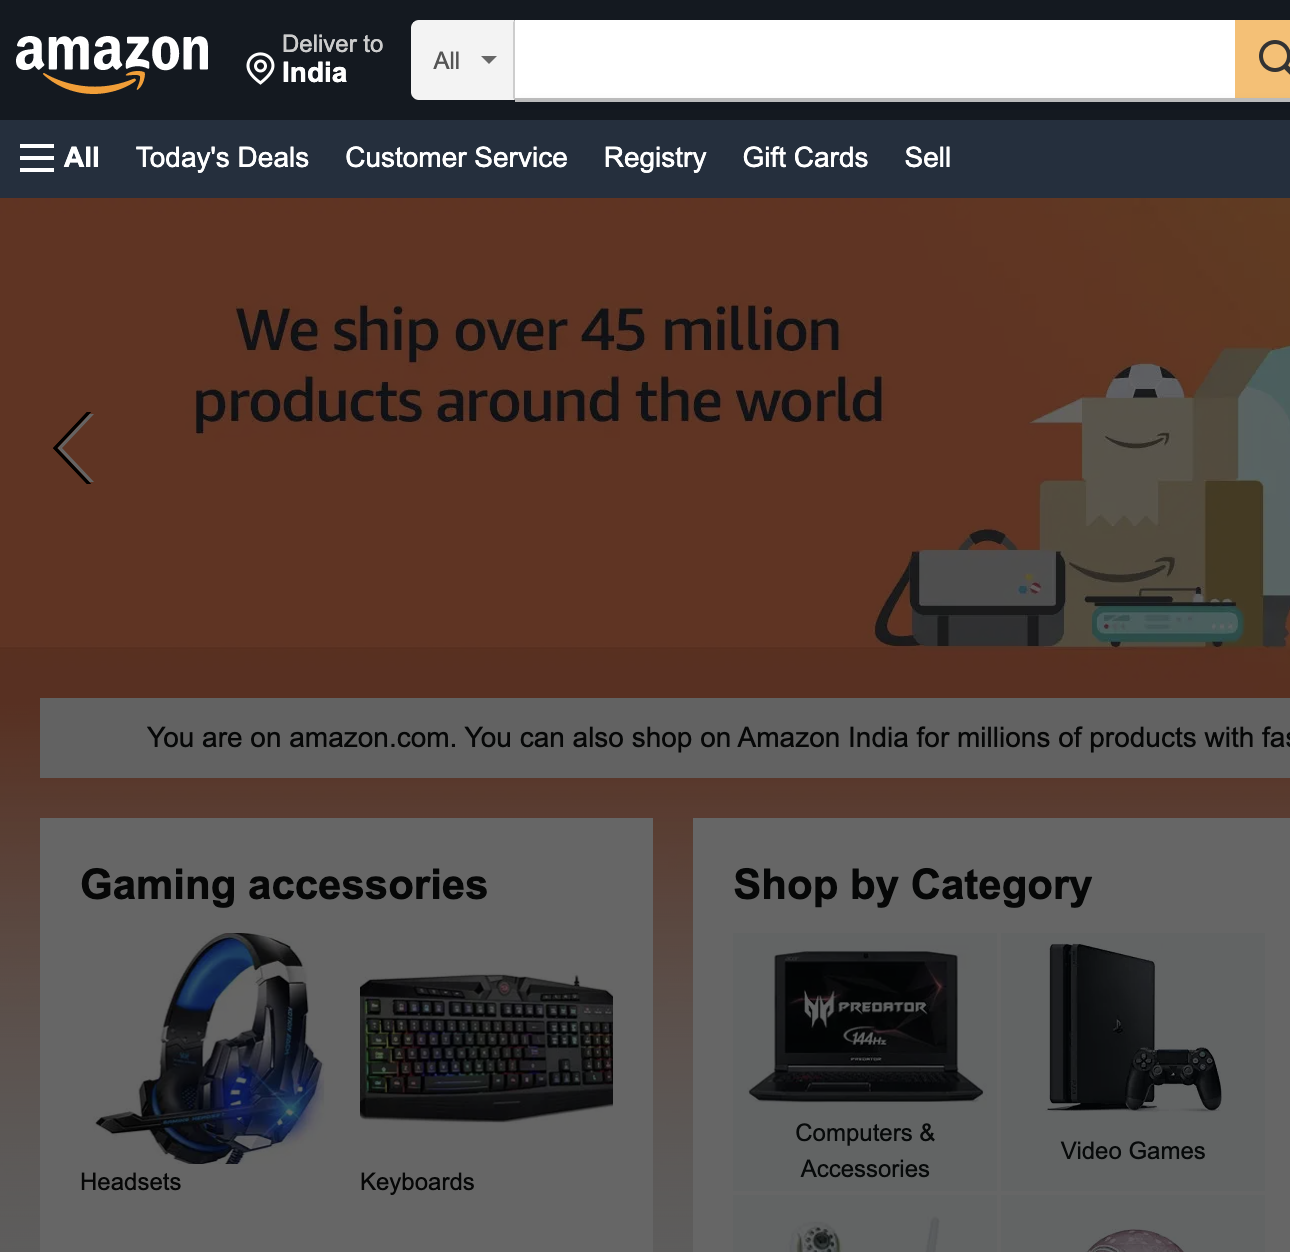 amazon
Deliver to
India
All
All
Today's Deals
Customer Service
Registry
Gift Cards
Sell
We ship over 45 million
products around the world
You are on amazon.com. You can also shop on Amazon India for millions of products with
Gaming accessories
Headsets
Keyboards
Shop by Category
PREDATOR
144Hz
PREDATOR
Computers &
Accessories
Video Games